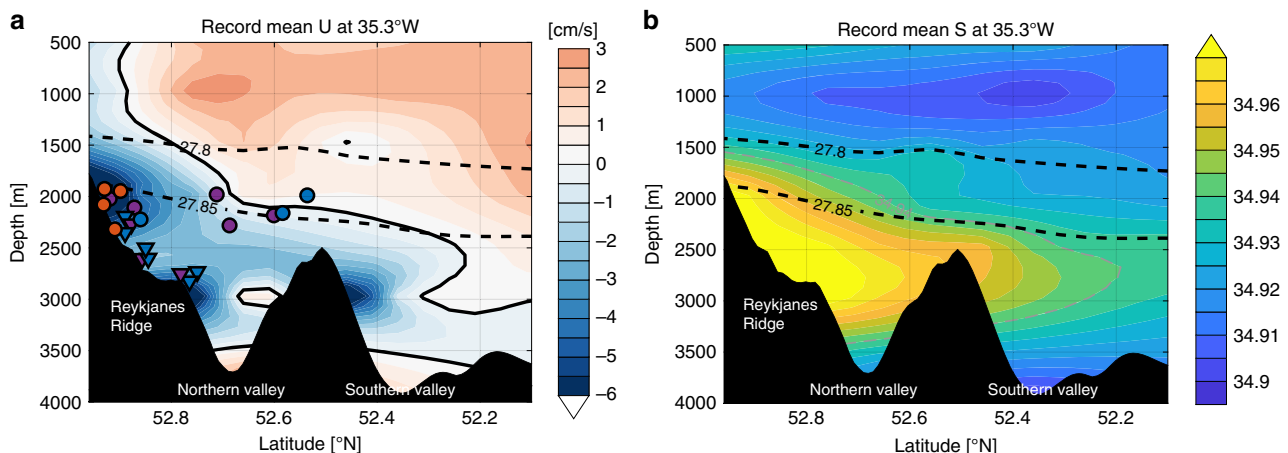 a
Record mean U at 35.3°W
[cm/s]
500
1000
1500
2000
2500
3000
3500
4000
Depth [m]
27.8
27.85
Reykjanes
Ridge
Northern valley
Southern valley
52.8
52.6
52.4
52.2
Latitude [°N]
3
2
1
0
−1
−2
−3
−4
−5
−6
b
Record mean S at 35.3°W
500
1000
1500
2000
2500
3000
3500
4000
Depth [m]
27.8
27.85
Reykjanes
Ridge
Northern valley
Southern valley
52.8
52.6
52.4
52.2
Latitude [°N]
34.96
34.95
34.94
34.93
34.92
34.91
34.9